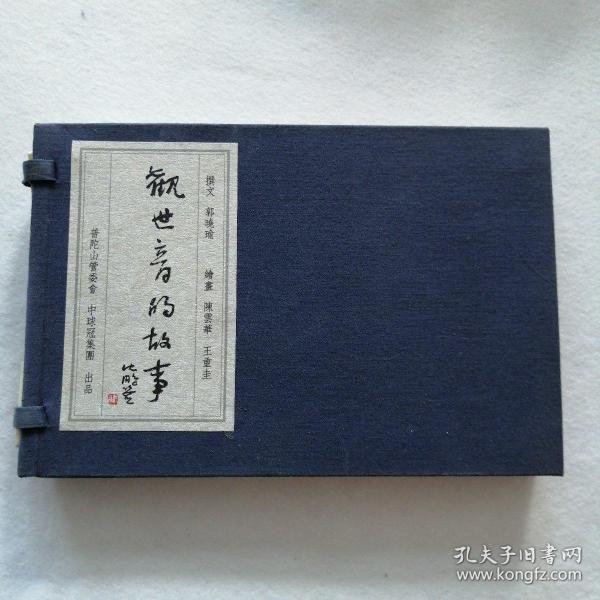 撰文 郭曉瑜 繪畫 陳雲華 王重圭
觀世音的故事
普陀山管委會 中球冠集團 出品
孔夫子旧书网
www.kongfz.com